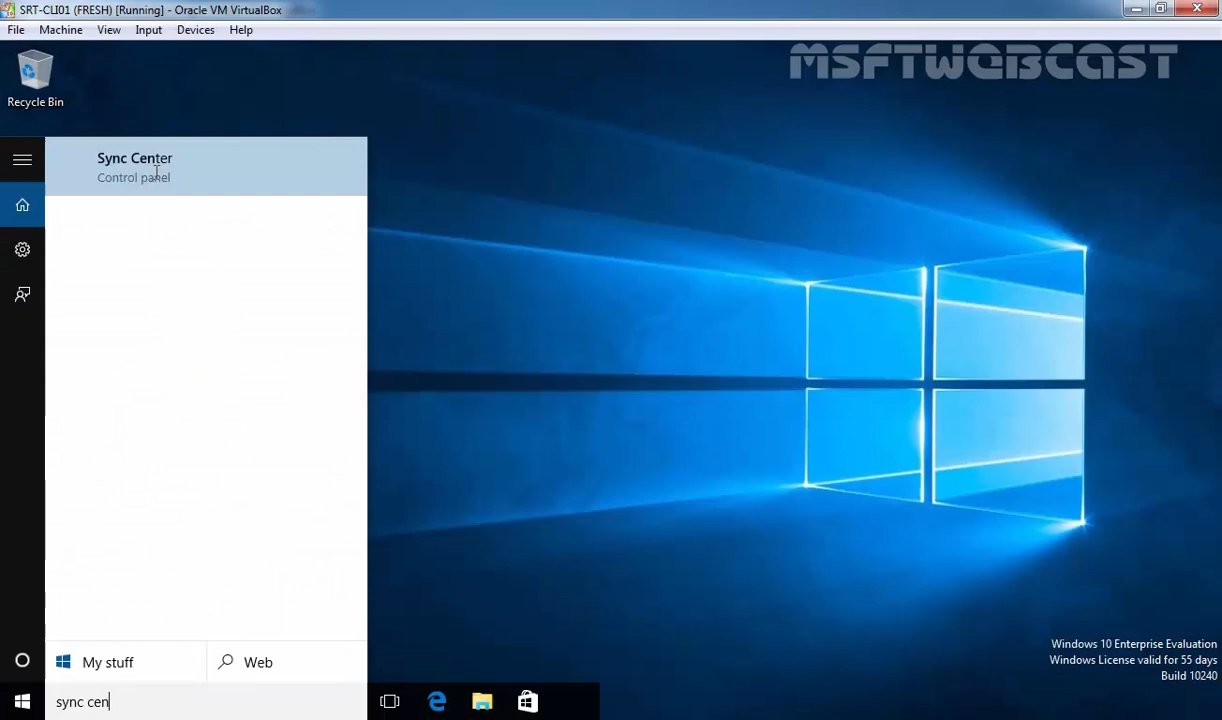 SRT-CLI01 (FRESH) [Running] - Oracle VM VirtualBox
File Machine View Input Devices Help
MSFTWEBCAST
Recycle Bin
Sync Center
Control panel
My stuff
Web
sync cen
Windows 10 Enterprise Evaluation
Windows License valid for 55 days
Build 10240